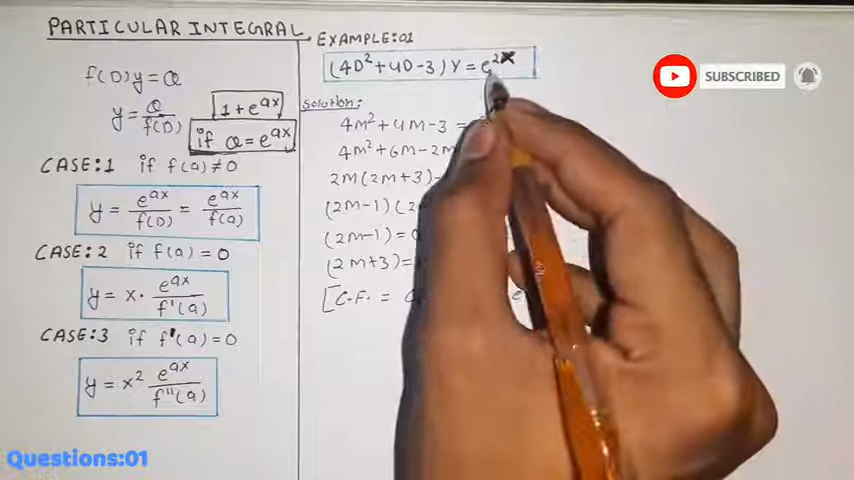 PARTICULAR INTEGRAL
f(D)y = Q
y = Q/f(D)
1 + e^ax
if Q = e^ax
CASE:1 if f(a) ≠ 0
y = e^ax/f(D) = e^ax/f(a)
CASE:2 if f(a) = 0
y = x · e^ax/f'(a)
CASE:3 if f'(a) = 0
y = x² e^ax/f''(a)
Questions:01
EXAMPLE:01
(4D² + 4D - 3) Y = e^2x
Solution:
4M² + 4M - 3 =
4M² + 6M - 2M
2M(2M + 3) -
(2M - 1) (2
(2M - 1) =
(2M + 3) =
[C.F. =
SUBSCRIBED